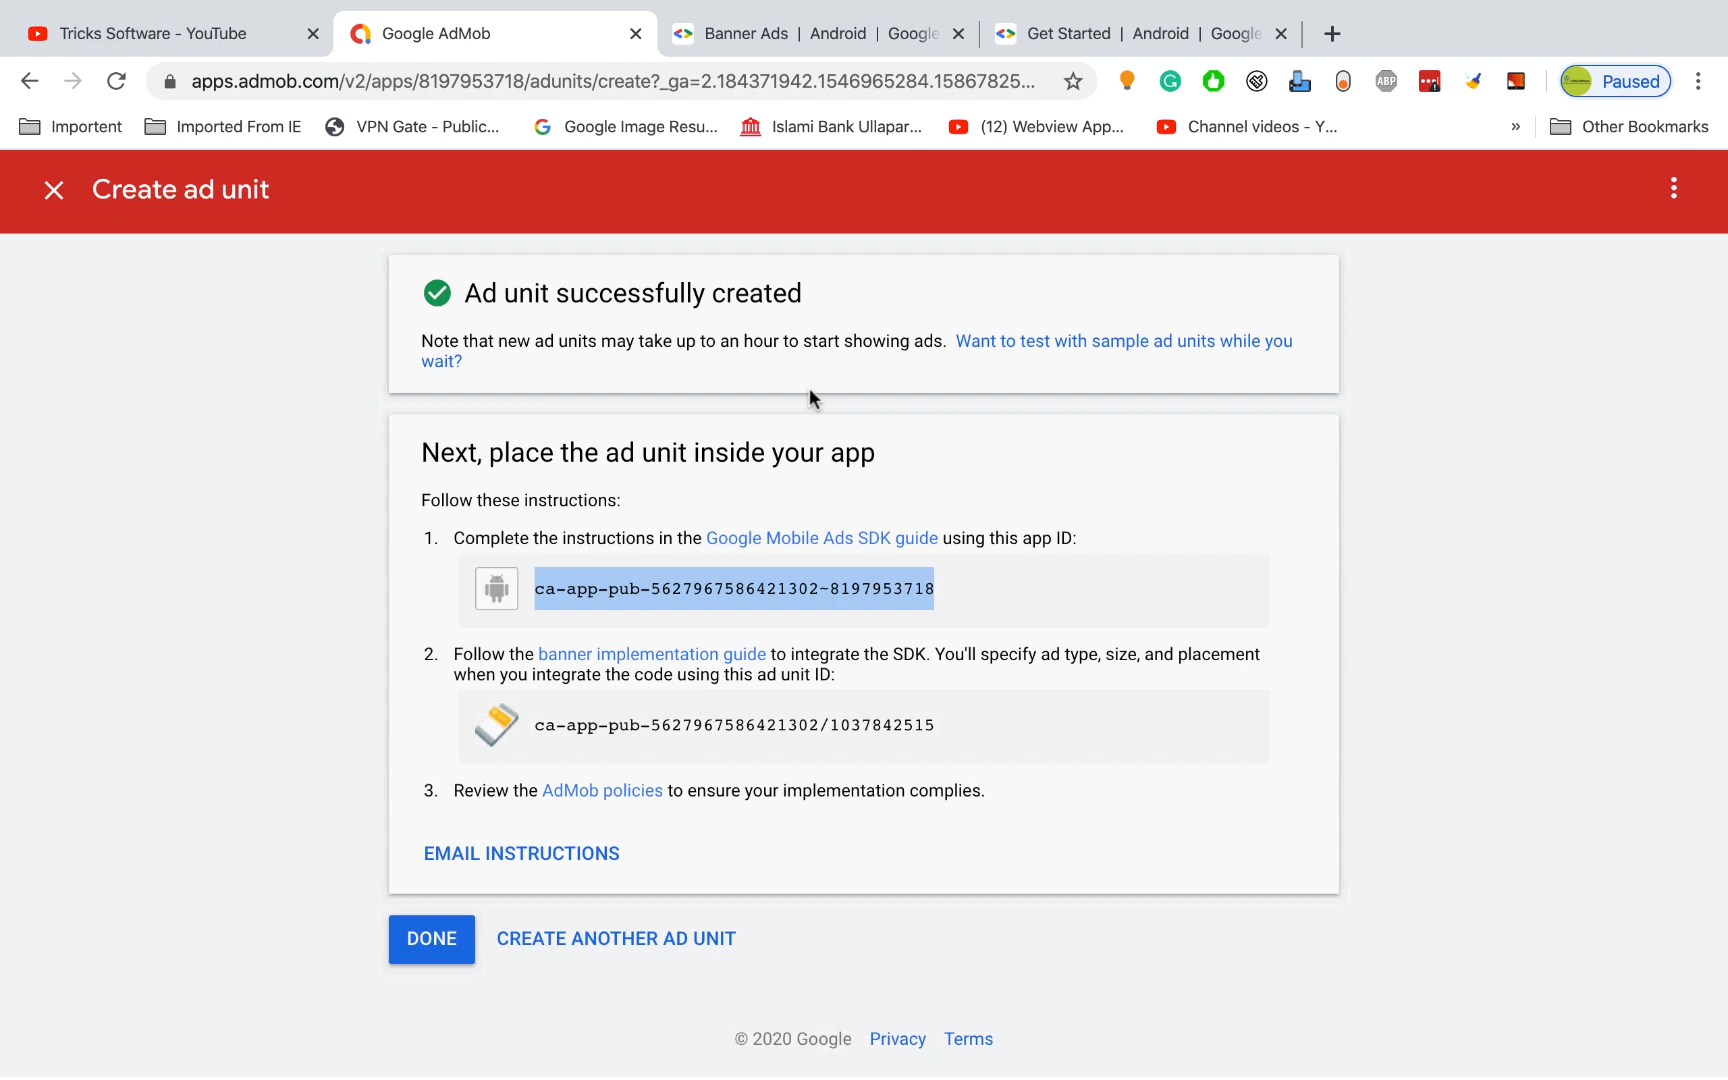 Tricks Software - YouTube
Google AdMob
Banner Ads | Android | Google
Get Started | Android | Google
apps.admob.com/v2/apps/8197953718/adunits/create?_ga=2.184371942.1546965284.15867825...
ABP
Paused
Importent
Imported From IE
VPN Gate - Public...
Google Image Resu...
Islami Bank Ullapar...
(12) Webview App...
Channel videos - Y...
»
Other Bookmarks
Create ad unit
Ad unit successfully created
Note that new ad units may take up to an hour to start showing ads. Want to test with sample ad units while you
wait?
Next, place the ad unit inside your app
Follow these instructions:
1. Complete the instructions in the Google Mobile Ads SDK guide using this app ID:
ca-app-pub-5627967586421302~8197953718
2. Follow the banner implementation guide to integrate the SDK. You'll specify ad type, size, and placement
when you integrate the code using this ad unit ID:
ca-app-pub-5627967586421302/1037842515
3. Review the AdMob policies to ensure your implementation complies.
EMAIL INSTRUCTIONS
DONE
CREATE ANOTHER AD UNIT
© 2020 Google Privacy Terms